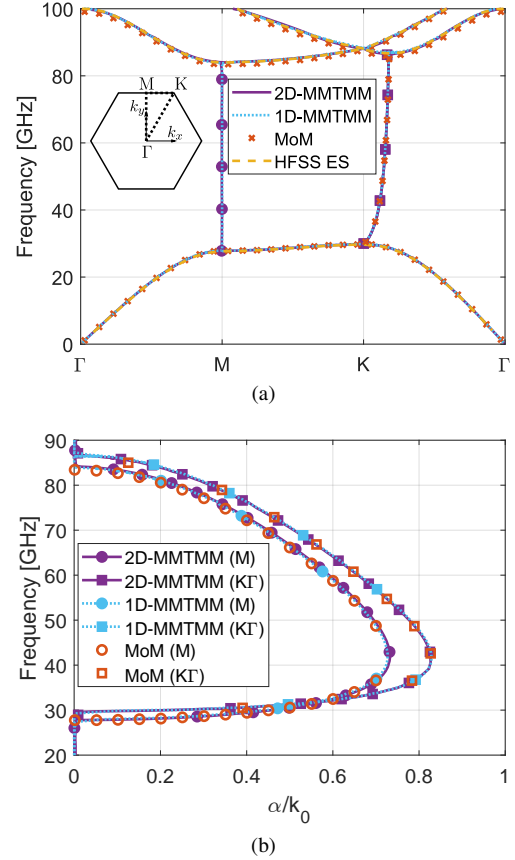 100
80
60
40
20
0
Frequency [GHz]
M K
k_y
k_x
Γ
2D-MMTMM
1D-MMTMM
MoM
HFSS ES
Γ M K Γ
(a)
90
80
70
60
50
40
30
20
Frequency [GHz]
2D-MMTMM (M)
2D-MMTMM (KΓ)
1D-MMTMM (M)
1D-MMTMM (KΓ)
MoM (M)
MoM (KΓ)
0 0.2 0.4 0.6 0.8 1
α/k_0
(b)